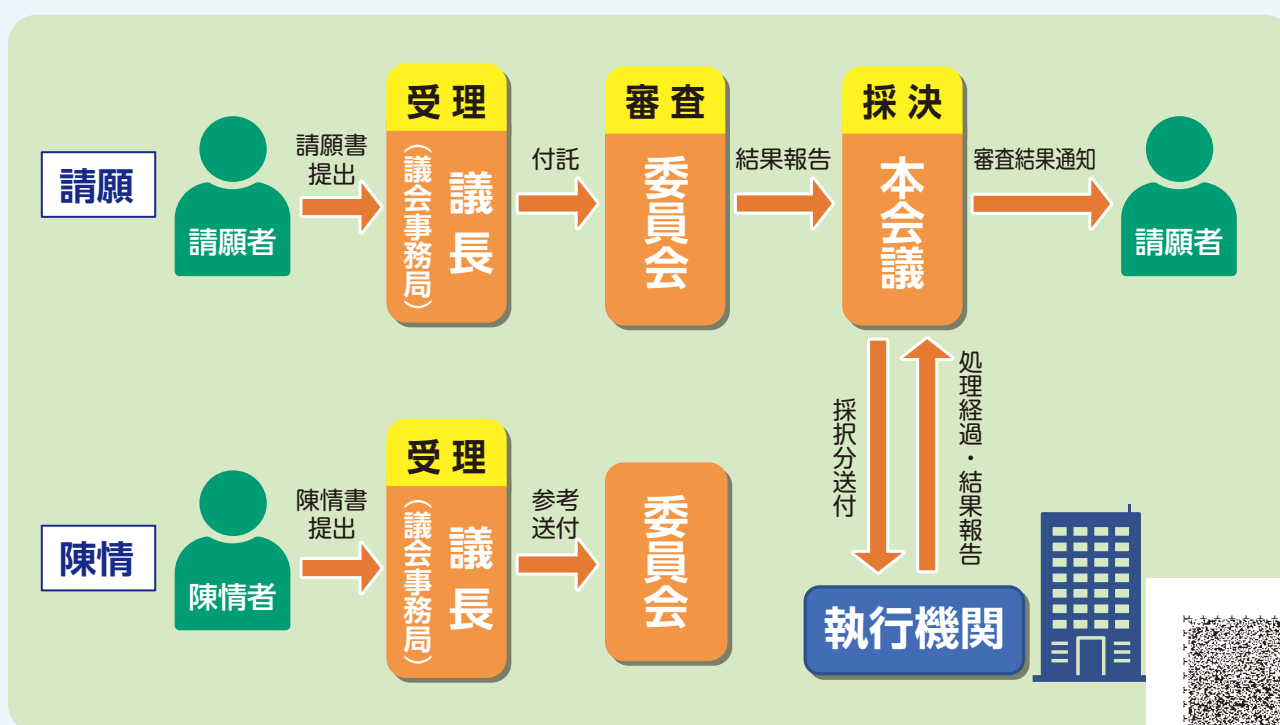 請願
請願者
請願書
提出
受理
議長
（議会事務局）
付託
審査
委員会
結果報告
採決
本会議
審査結果通知
請願者
採択分送付
処理経過・結果報告
執行機関
陳情
陳情者
陳情書
提出
受理
議長
（議会事務局）
参考
送付
委員会